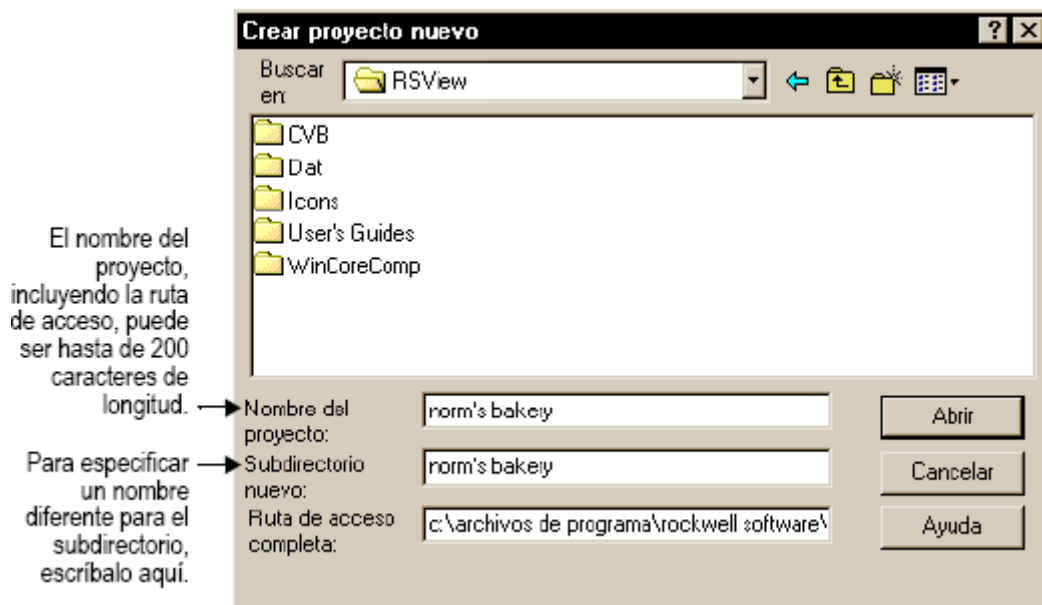 Crear proyecto nuevo
Buscar
en:
RSView
CVB
Dat
Icons
User's Guides
WinCoreComp
El nombre del
proyecto,
incluyendo la ruta
de acceso, puede
ser hasta de 200
caracteres de
longitud.
Nombre del
proyecto:
norm's bakery
Abrir
Para especificar
un nombre
diferente para el
subdirectorio,
escríbalo aquí.
Subdirectorio
nuevo:
norm's bakery
Cancelar
Ruta de acceso
completa:
c:\archivos de programa\rockwell software\
Ayuda